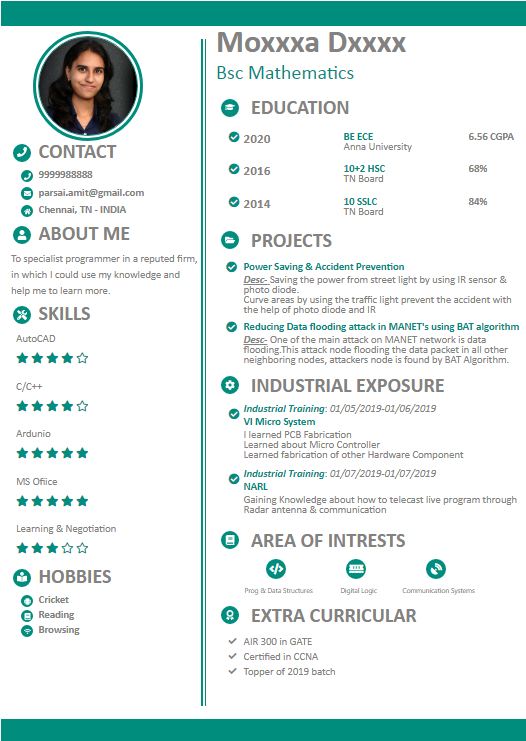 Moxxxa Dxxxx
Bsc Mathematics
CONTACT
9999988888
parsai.amit@gmail.com
Chennai, TN - INDIA
ABOUT ME
To specialist programmer in a reputed firm,
in which I could use my knowledge and
help me to learn more.
SKILLS
AutoCAD
C/C++
Ardunio
MS Ofiice
Learning & Negotiation
HOBBIES
Cricket
Reading
Browsing
EDUCATION
2020 BE ECE 6.56 CGPA
Anna University
2016 10+2 HSC 68%
TN Board
2014 10 SSLC 84%
TN Board
PROJECTS
Power Saving & Accident Prevention
Desc- Saving the power from street light by using IR sensor &
photo diode.
Curve areas by using the traffic light prevent the accident with
the help of photo diode and IR
Reducing Data flooding attack in MANET's using BAT algorithm
Desc- One of the main attack on MANET network is data
flooding.This attack node flooding the data packet in all other
neighboring nodes, attackers node is found by BAT Algorithm.
INDUSTRIAL EXPOSURE
Industrial Training: 01/05/2019-01/06/2019
VI Micro System
I learned PCB Fabrication
Learned about Micro Controller
Learned fabrication of other Hardware Component
Industrial Training: 01/07/2019-01/07/2019
NARL
Gaining Knowledge about how to telecast live program through
Radar antenna & communication
AREA OF INTRESTS
Prog & Data Structures Digital Logic Communication Systems
EXTRA CURRICULAR
AIR 300 in GATE
Certified in CCNA
Topper of 2019 batch